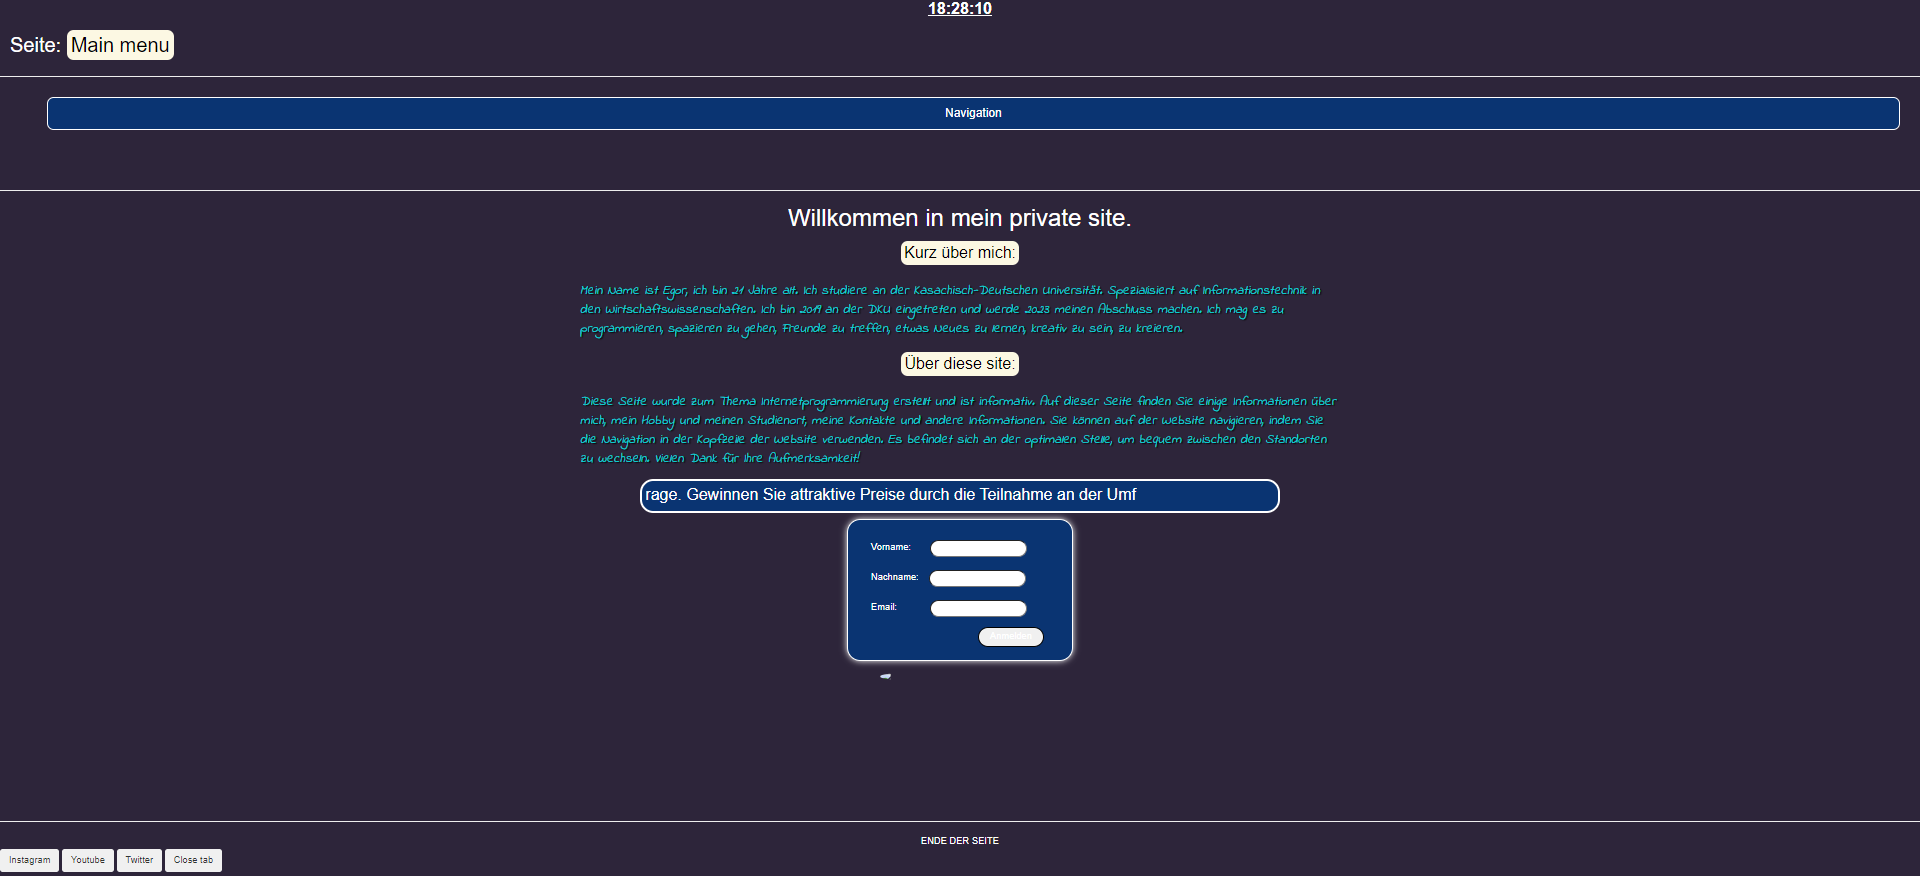 18:28:10
Seite: Main menu
Navigation
Willkommen in mein private site.
Kurz über mich:
Mein Name ist Egor, ich bin 21 Jahre alt. Ich studiere an der Kasachisch-Deutschen Universität. Spezialisiert auf Informationstechnik in
den Wirtschaftswissenschaften. Ich bin 2019 an der DKU eingetreten und werde 2023 meinen Abschluss machen. Ich mag es zu
programmieren, spazieren zu gehen, Freunde zu treffen, etwas Neues zu lernen, kreativ zu sein, zu kreieren.
Über diese site:
Diese Seite wurde zum Thema Internetprogrammierung erstellt und ist informativ. Auf dieser Seite finden Sie einige Informationen über
mich, mein Hobby und meinen Studienort, meine Kontakte und andere Informationen. Sie können auf der Website navigieren, indem Sie
die Navigation in der Kopfzeile der Website verwenden. Es befindet sich an der optimalen Stelle, um bequem zwischen den Standorten
zu wechseln. Vielen Dank für Ihre Aufmerksamkeit!
rage. Gewinnen Sie attraktive Preise durch die Teilnahme an der Umf
Vorname:
Nachname:
Email:
Anmelden
ENDE DER SEITE
Instagram Youtube Twitter Close tab